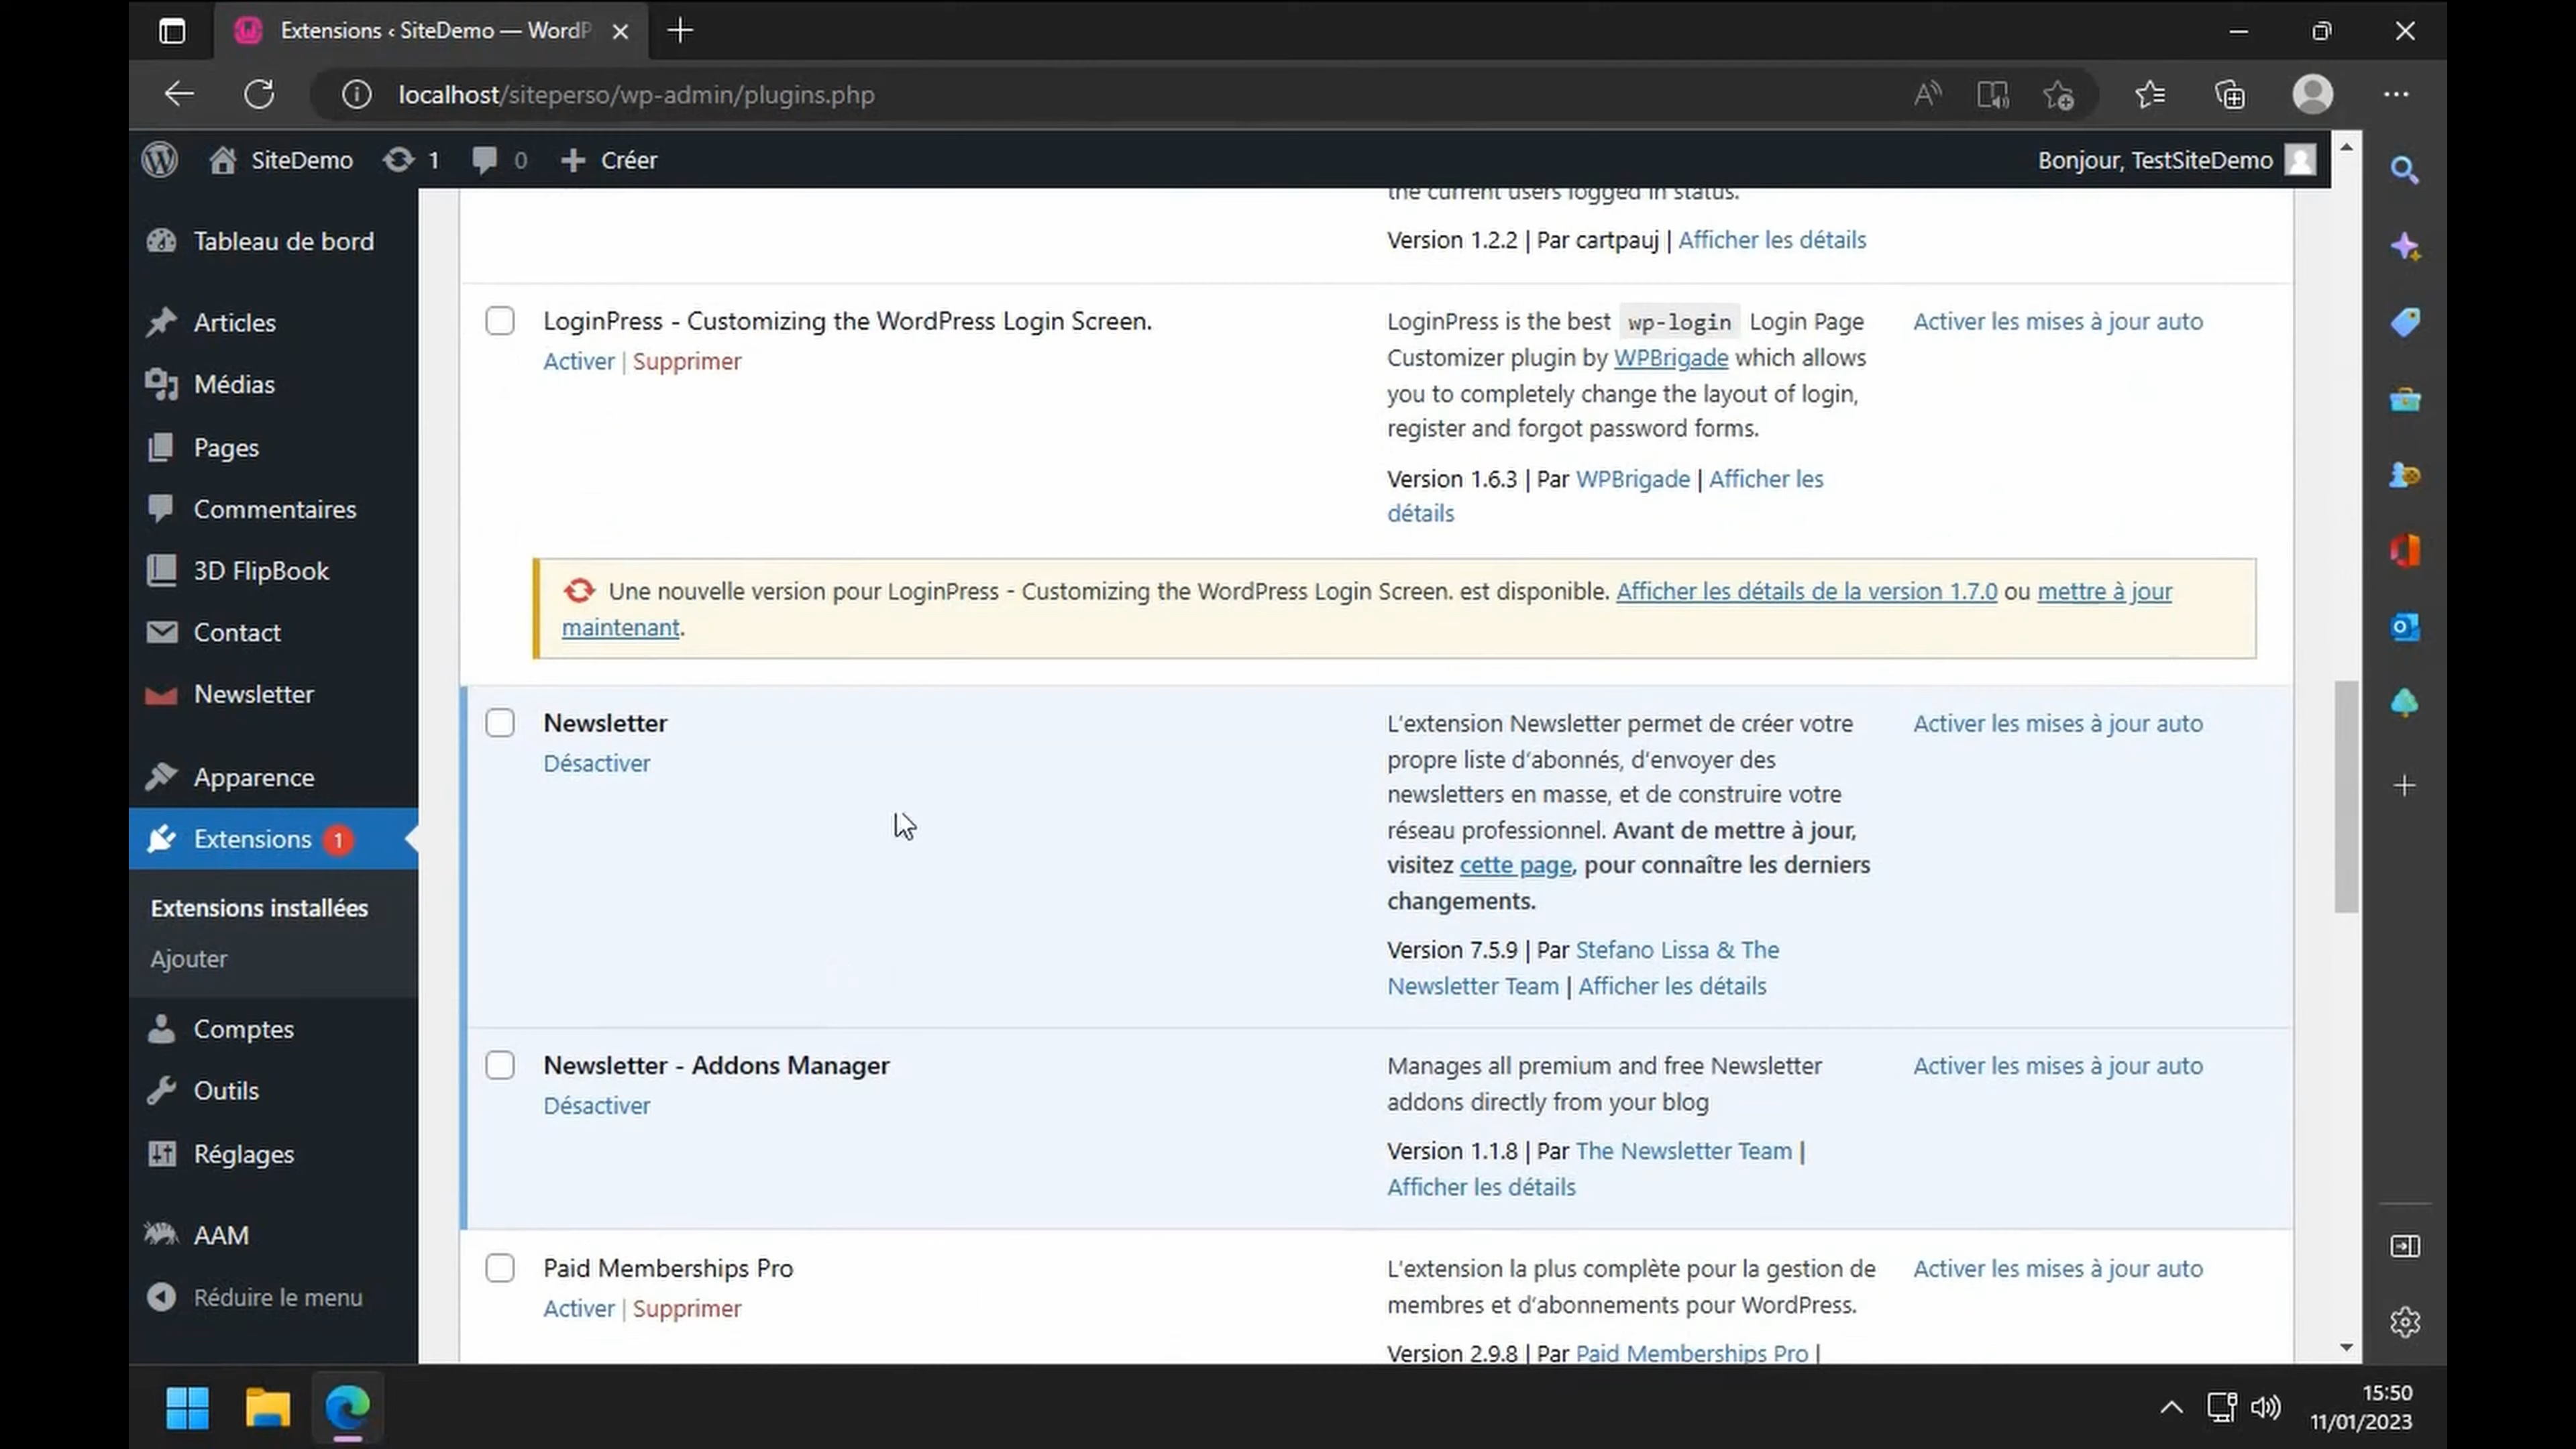 Extensions ‹ SiteDemo — WordP
localhost/siteperso/wp-admin/plugins.php
SiteDemo
1
0
Créer
Bonjour, TestSiteDemo
Tableau de bord
Articles
Médias
Pages
Commentaires
3D FlipBook
Contact
Newsletter
Apparence
Extensions 1
Extensions installées
Ajouter
Comptes
Outils
Réglages
AAM
Réduire le menu
the current users logged in status.
Version 1.2.2 | Par cartpauj | Afficher les détails
LoginPress - Customizing the WordPress Login Screen.
Activer | Supprimer
LoginPress is the best wp-login Login Page
Customizer plugin by WPBrigade which allows
you to completely change the layout of login,
register and forgot password forms.
Version 1.6.3 | Par WPBrigade | Afficher les
détails
Activer les mises à jour auto
Une nouvelle version pour LoginPress - Customizing the WordPress Login Screen. est disponible. Afficher les détails de la version 1.7.0 ou mettre à jour
maintenant.
Newsletter
Désactiver
L'extension Newsletter permet de créer votre
propre liste d'abonnés, d'envoyer des
newsletters en masse, et de construire votre
réseau professionnel. Avant de mettre à jour,
visitez cette page, pour connaître les derniers
changements.
Version 7.5.9 | Par Stefano Lissa & The
Newsletter Team | Afficher les détails
Activer les mises à jour auto
Newsletter - Addons Manager
Désactiver
Manages all premium and free Newsletter
addons directly from your blog
Version 1.1.8 | Par The Newsletter Team |
Afficher les détails
Activer les mises à jour auto
Paid Memberships Pro
Activer | Supprimer
L'extension la plus complète pour la gestion de
membres et d'abonnements pour WordPress.
Version 2.9.8 | Par Paid Memberships Pro |
Activer les mises à jour auto
15:50
11/01/2023